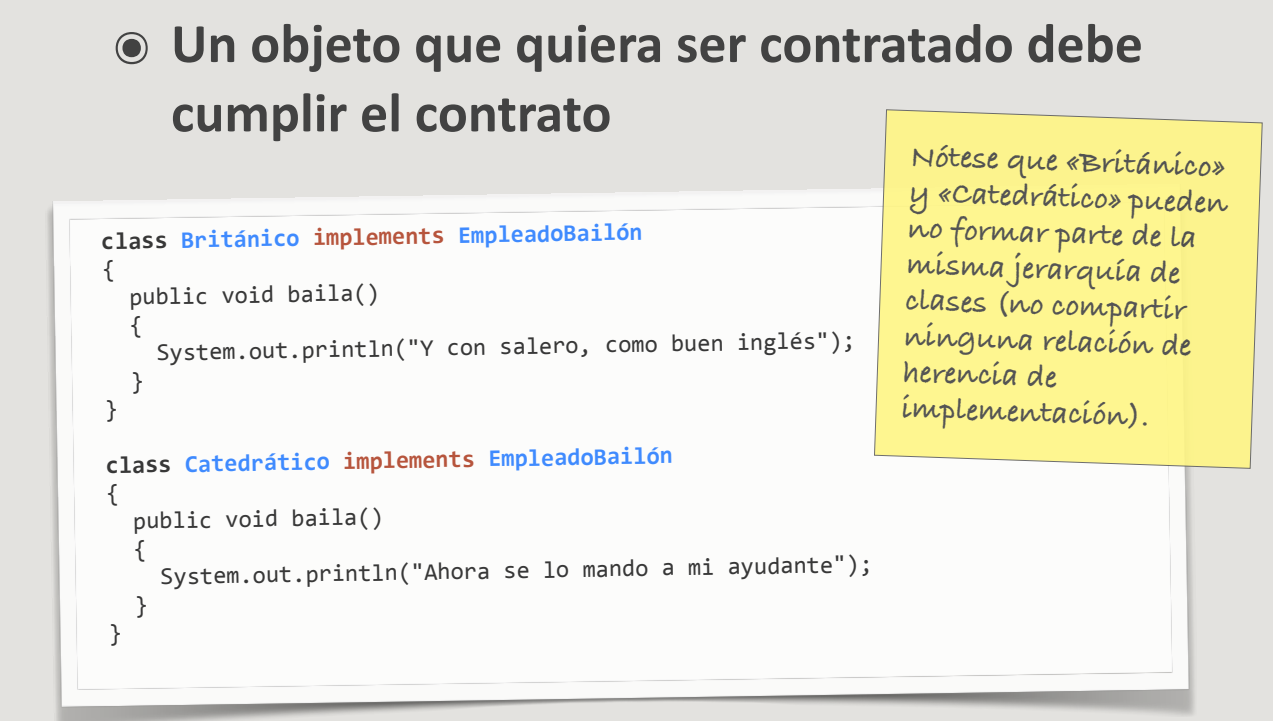 Un objeto que quiera ser contratado debe
cumplir el contrato
Nótese que «Británico»
y «Catedrático» pueden
no formar parte de la
misma jerarquía de
clases (no compartir
ninguna relación de
herencia de
implementación).
class Británico implements EmpleadoBailón
{
  public void baila()
  {
    System.out.println("Y con salero, como buen inglés");
  }
}
class Catedrático implements EmpleadoBailón
{
  public void baila()
  {
    System.out.println("Ahora se lo mando a mi ayudante");
  }
}